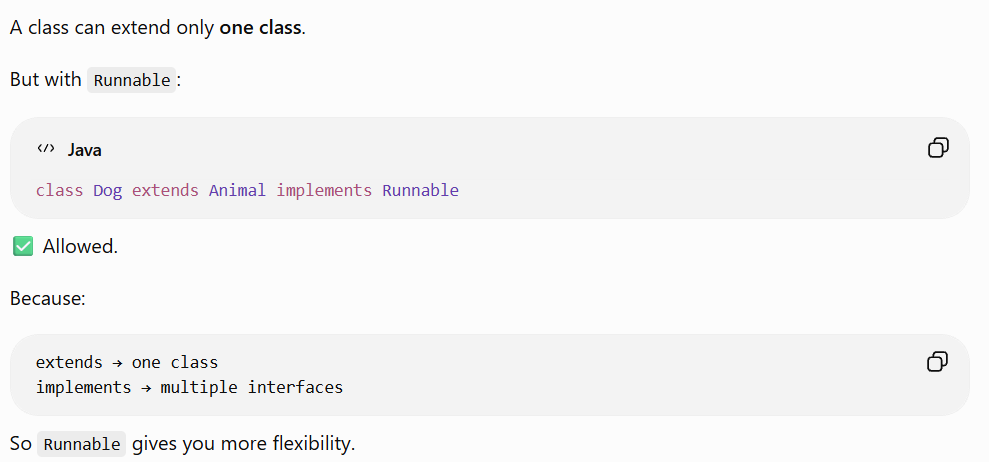 A class can extend only one class.
But with Runnable:
</> Java
class Dog extends Animal implements Runnable
✅ Allowed.
Because:
extends → one class
implements → multiple interfaces
So Runnable gives you more flexibility.